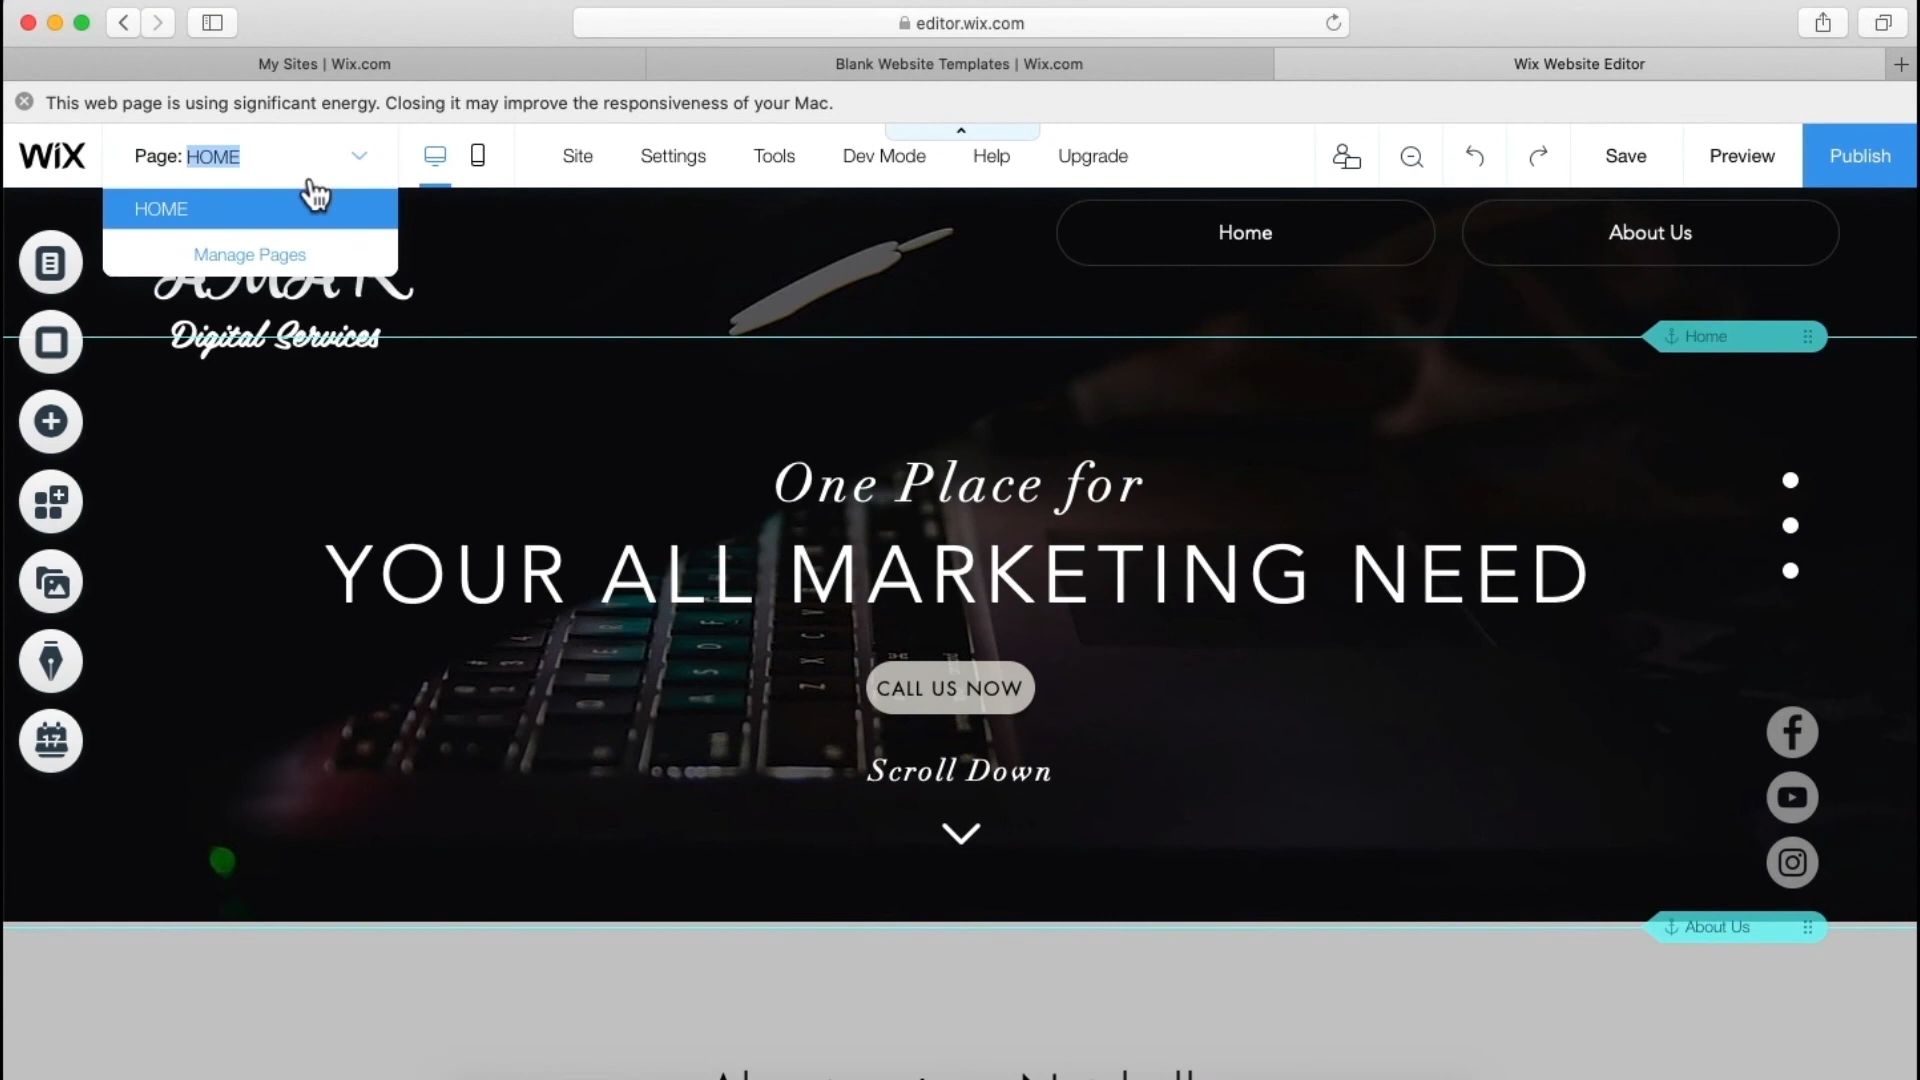 editor.wix.com
My Sites | Wix.com
Blank Website Templates | Wix.com
Wix Website Editor
This web page is using significant energy. Closing it may improve the responsiveness of your Mac.
WiX
Page: HOME
Site
Settings
Tools
Dev Mode
Help
Upgrade
Save
Preview
Publish
HOME
Manage Pages
Home
About Us
Digital Services
Home
One Place for
YOUR ALL MARKETING NEED
CALL US NOW
Scroll Down
17
About Us